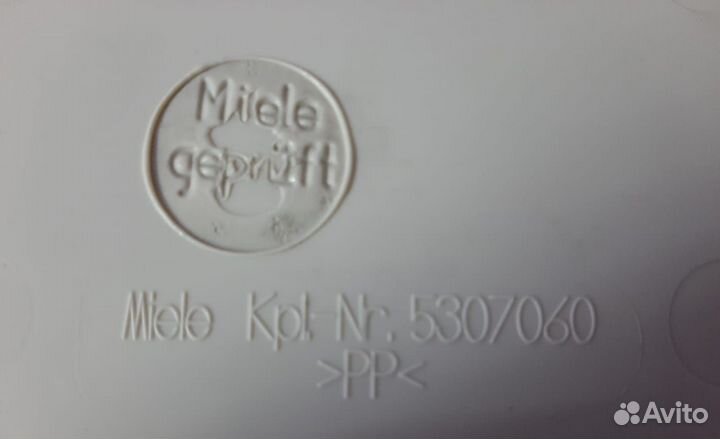 Miele
geprüft
Miele Kpl.-Nr. 5307060
>PP<
Avito